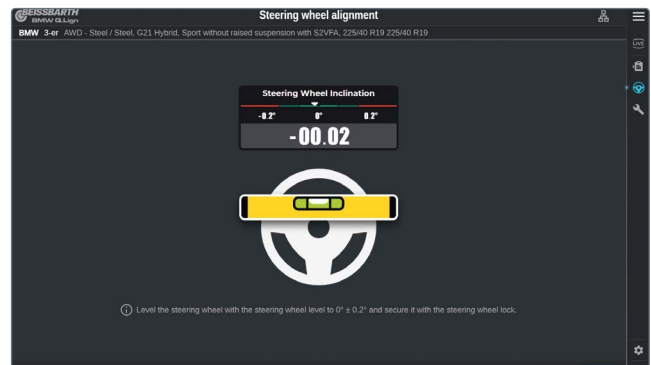 BEISSBARTH
BMW Q.Lign
Steering wheel alignment
BMW 3-er AWD - Steel / Steel, G21 Hybrid, Sport without raised suspension with S2VFA, 225/40 R19 225/40 R19
LIVE
Steering Wheel Inclination
-0.2° 0° 0.2°
-00.02
Level the steering wheel with the steering wheel level to 0° ± 0.2° and secure it with the steering wheel lock.